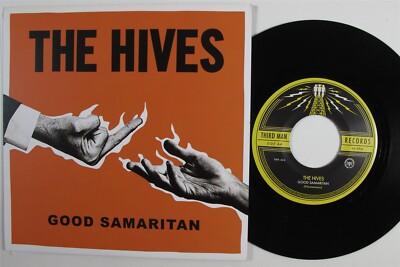 THE HIVES
GOOD SAMARITAN
THIRD MAN
RECORDS
THE HIVES
GOOD SAMARITAN